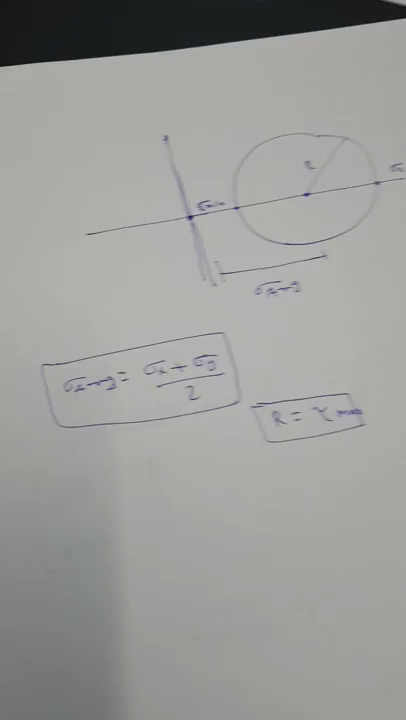 R
σmin
σAvg
σAvg = σx + σy / 2
R = τmax